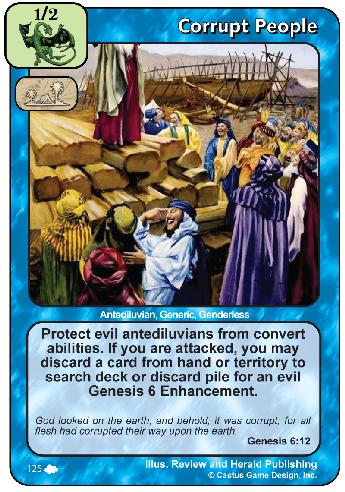 1/2
Corrupt People
Antediluvian, Generic, Genderless
Protect evil antediluvians from convert
abilities. If you are attacked, you may
discard a card from hand or territory to
search deck or discard pile for an evil
Genesis 6 Enhancement.
God looked on the earth, and behold, it was corrupt, for all
flesh had corrupted their way upon the earth.
Genesis 6:12
125
Illus. Review and Herald Publishing
© Cactus Game Design, Inc.